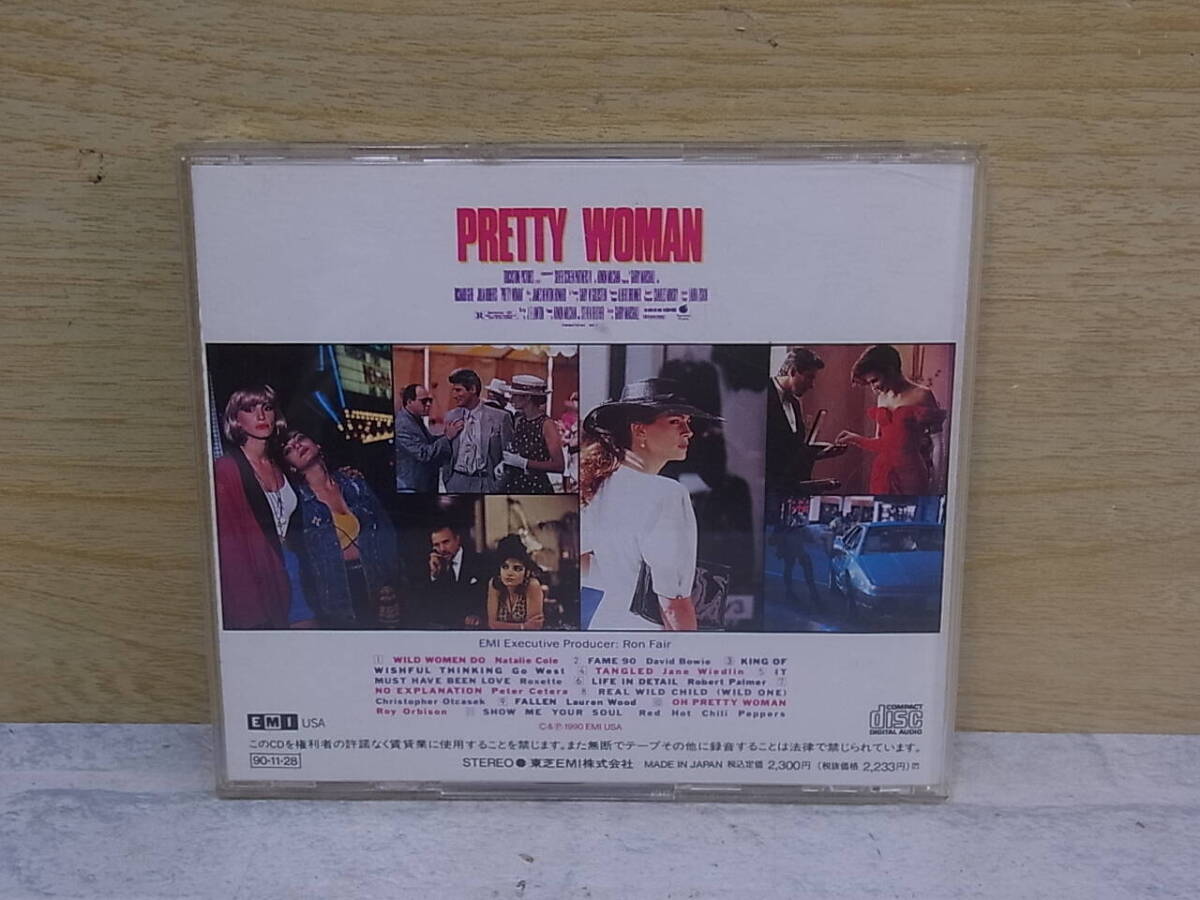 PRETTY WOMAN
EMI Executive Producer: Ron Fair
1 WILD WOMEN DO Natalie Cole 2 FAME 90 David Bowie 3 KING OF
WISHFUL THINKING Go West 4 TANGLED Jane Wiedlin 5 IT
MUST HAVE BEEN LOVE Roxette 6 LIFE IN DETAIL Robert Palmer 7
NO EXPLANATION Peter Cetera 8 REAL WILD CHILD (WILD ONE)
Christopher Otcasek 9 FALLEN Lauren Wood 10 OH PRETTY WOMAN
Roy Orbison 11 SHOW ME YOUR SOUL Red Hot Chili Peppers
EMI USA
©&℗1990 EMI USA
COMPACT
disc
DIGITAL AUDIO
このCDを権利者の許諾なく賃貸業に使用することを禁じます。また無断でテープその他に録音することは法律で禁じられています。
90-11-28
STEREO 東芝EMI株式会社 MADE IN JAPAN 税込定価 2,300円 (税抜価格 2,233円)